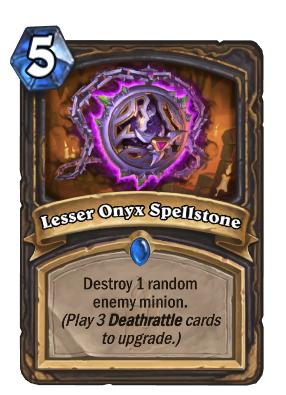 5
Lesser Onyx Spellstone
Destroy 1 random
enemy minion.
(Play 3 Deathrattle cards
to upgrade.)